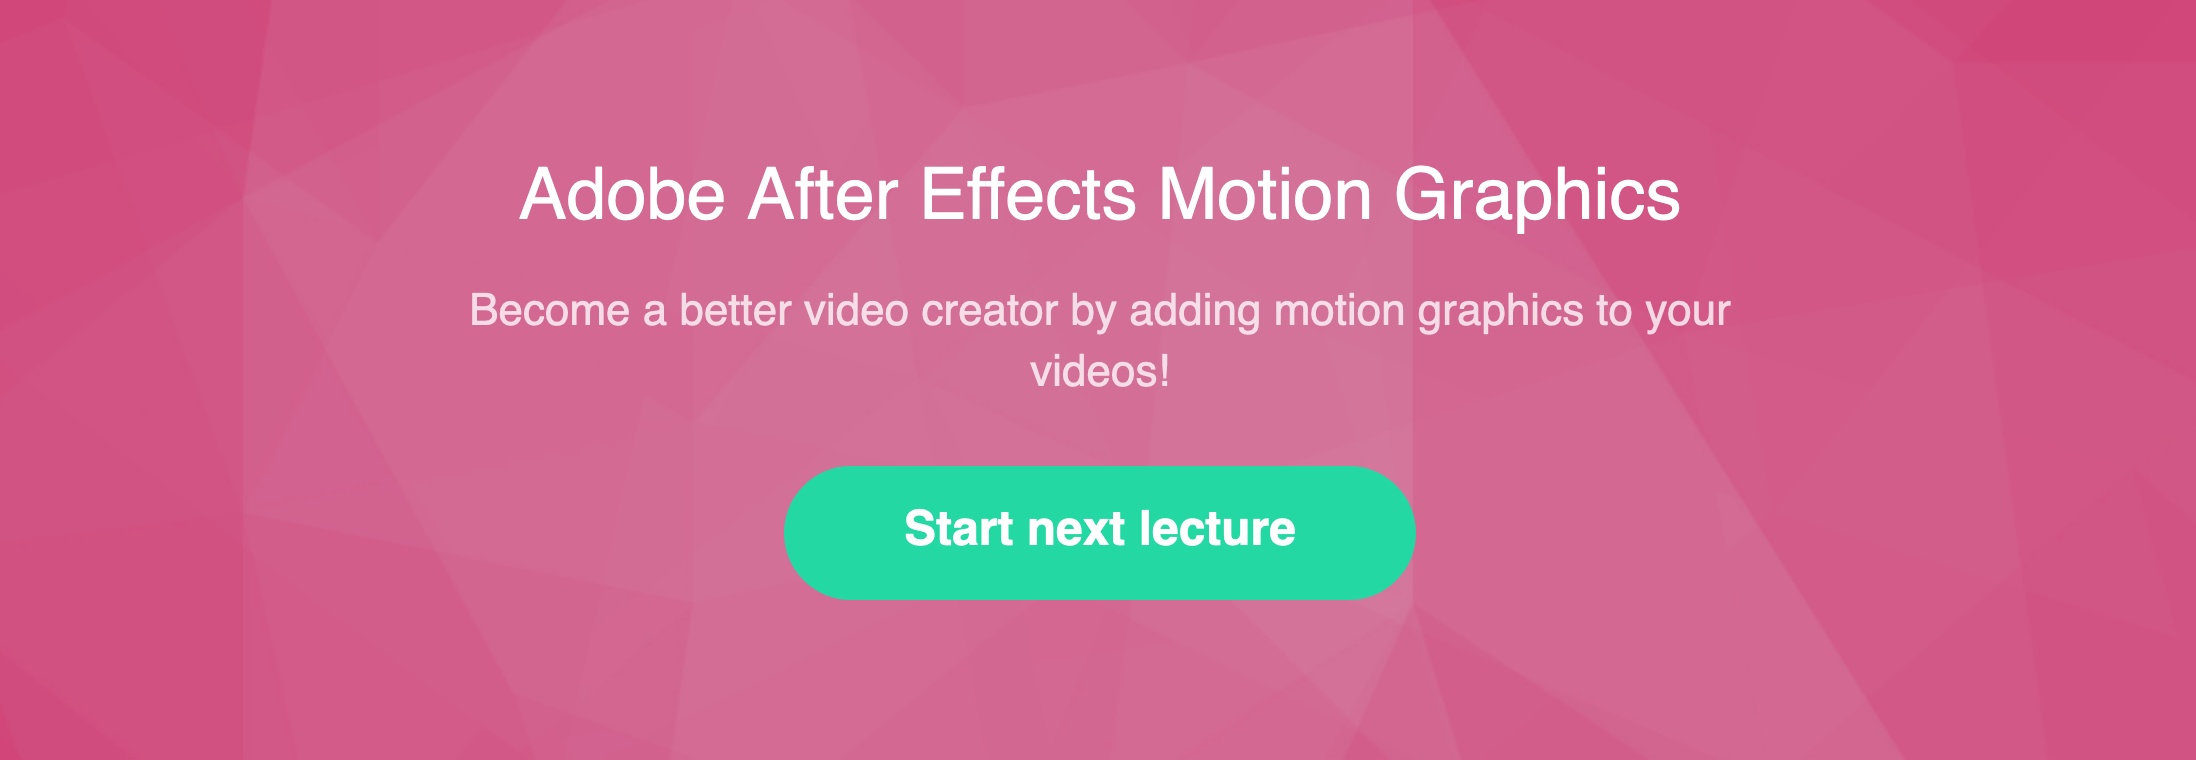 Adobe After Effects Motion Graphics
Become a better video creator by adding motion graphics to your
videos!
Start next lecture